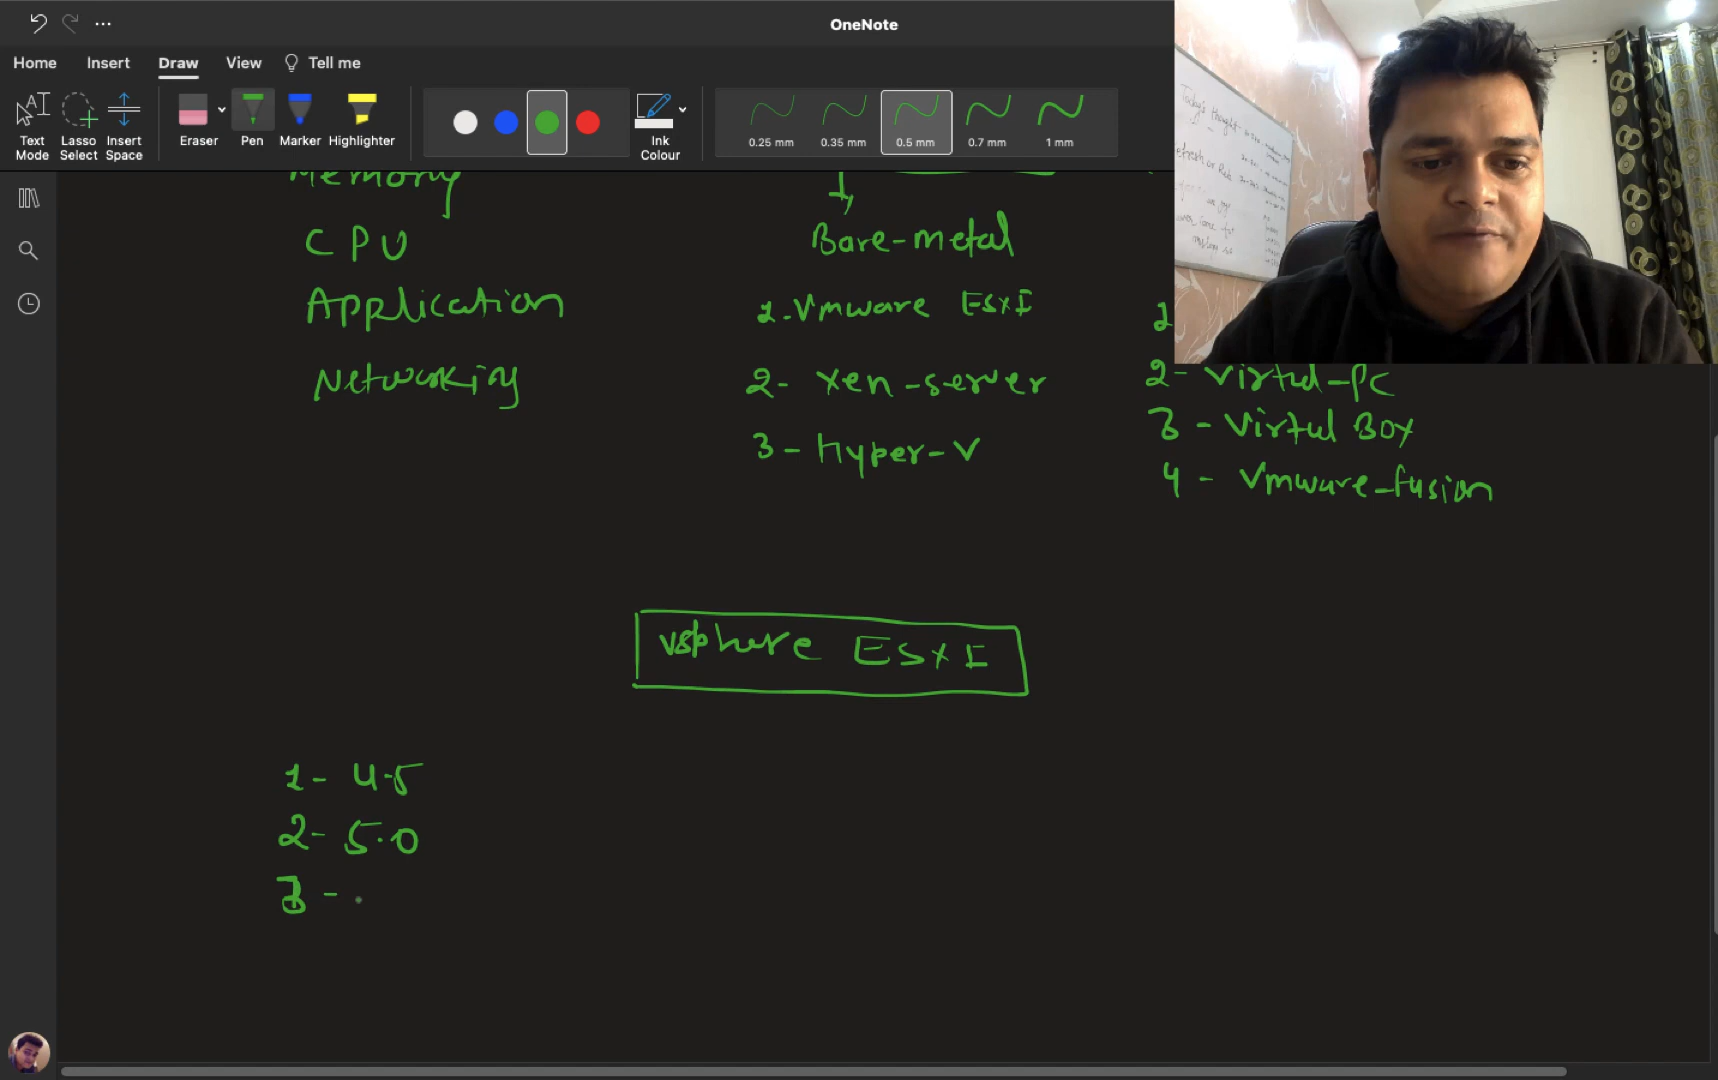 OneNote
Home Insert Draw View Tell me
Text Mode
Lasso Select
Insert Space
Eraser
Pen
Marker
Highlighter
Ink Colour
0.25 mm
0.35 mm
0.5 mm
0.7 mm
1 mm
Today's thought
Memory
CPU
Application
Networking
Bare-metal
1-Vmware ESXI
2- Xen-server
3- Hyper-V
2- Virtul-PC
3 - Virtul Box
4 - Vmware-fusion
vsphere ESXI
1- 4.5
2- 5.0
3 -